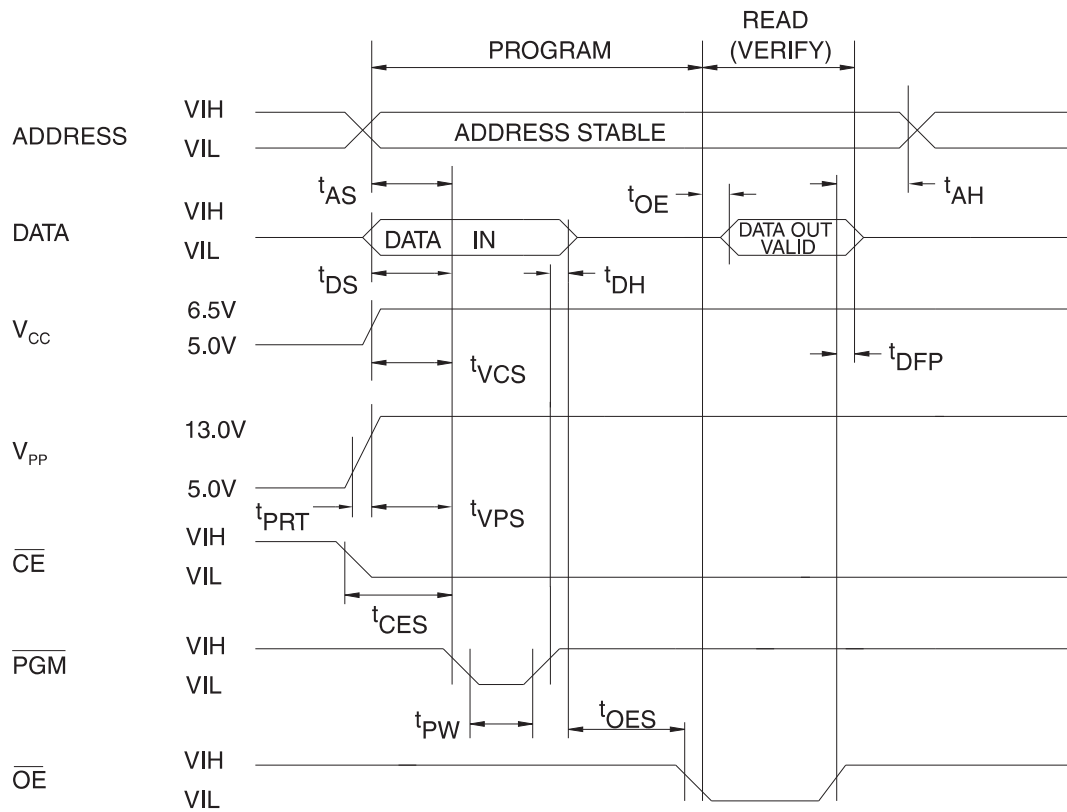 READ
PROGRAM (VERIFY)
VIH
ADDRESS ADDRESS STABLE
VIL
tAS tOE tAH
VIH
DATA DATA IN DATA OUT
VIL VALID
tDS tDH
6.5V
VCC
5.0V
tVCS tDFP
13.0V
VPP
5.0V
tPRT tVPS
VIH
CE
VIL
tCES
VIH
PGM
VIL
tPW tOES
VIH
OE
VIL